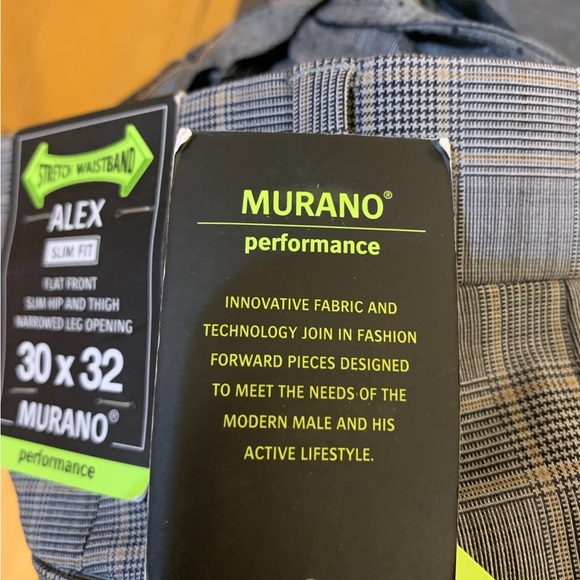 STRETCH WAISTBAND
ALEX
SLIM FIT
FLAT FRONT
SLIM HIP AND THIGH
NARROWED LEG OPENING
30 x 32
MURANO®
performance
MURANO®
performance
INNOVATIVE FABRIC AND
TECHNOLOGY JOIN IN FASHION
FORWARD PIECES DESIGNED
TO MEET THE NEEDS OF THE
MODERN MALE AND HIS
ACTIVE LIFESTYLE.